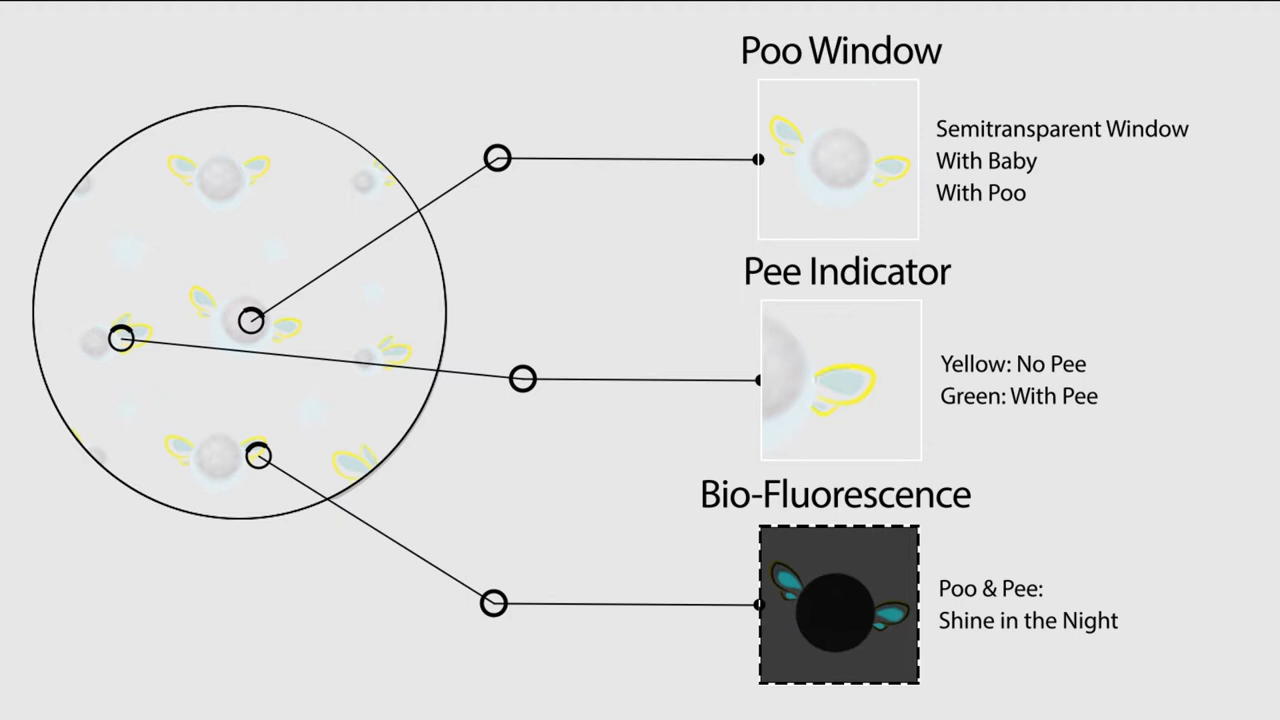 Poo Window
Semitransparent Window
With Baby
With Poo
Pee Indicator
Yellow: No Pee
Green: With Pee
Bio-Fluorescence
Poo & Pee:
Shine in the Night